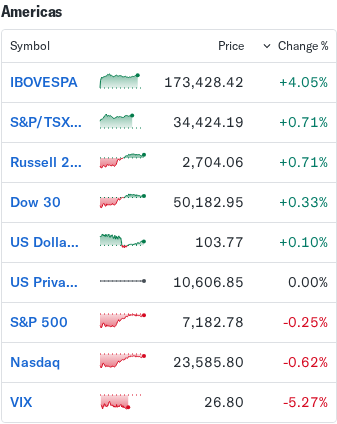 Americas
Symbol Price Change %
IBOVESPA 173,428.42 +4.05%
S&P/TSX... 34,424.19 +0.71%
Russell 2... 2,704.06 +0.71%
Dow 30 50,182.95 +0.33%
US Dolla... 103.77 +0.10%
US Priva... 10,606.85 0.00%
S&P 500 7,182.78 -0.25%
Nasdaq 23,585.80 -0.62%
VIX 26.80 -5.27%